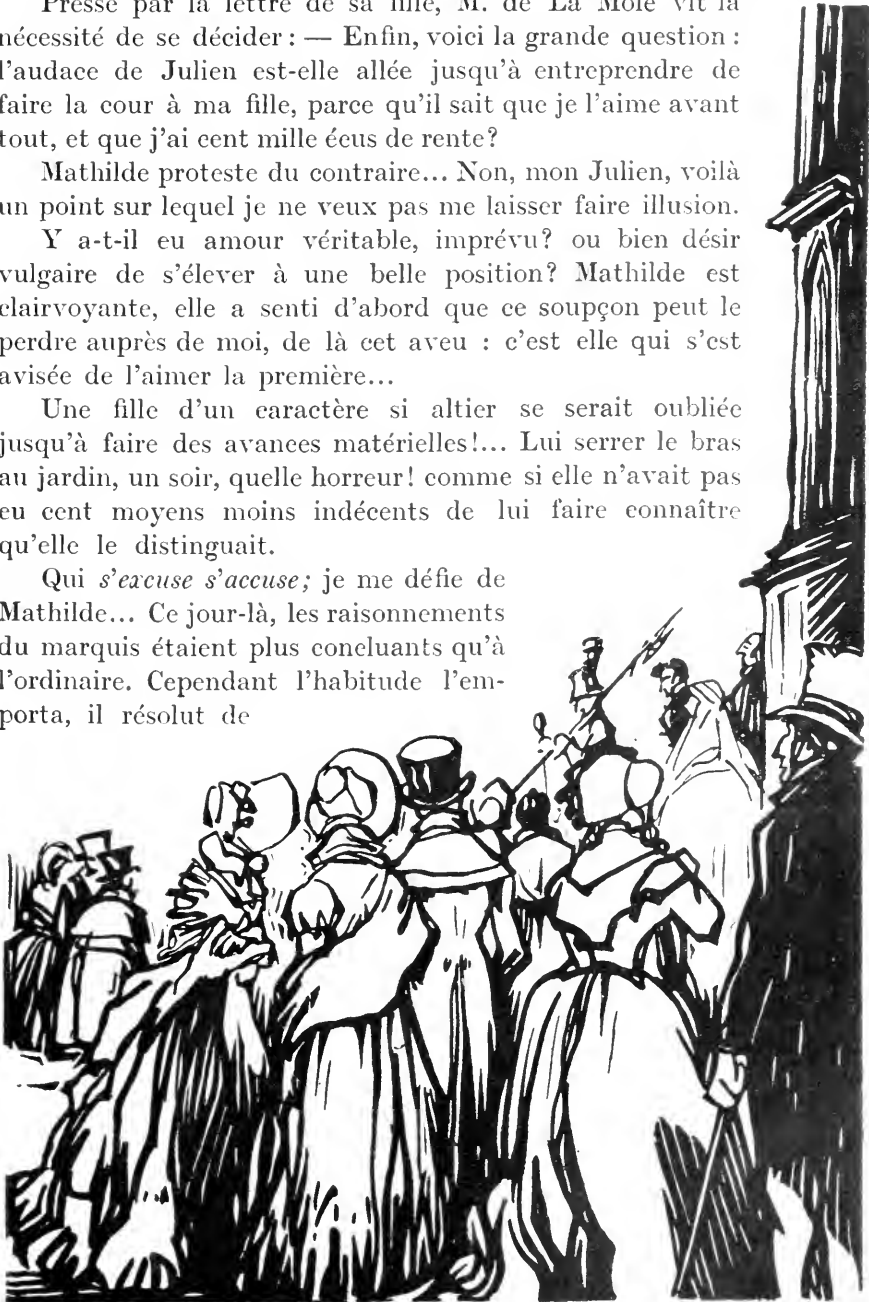 Pressé par la lettre de sa fille, M. de La Mole vit la
nécessité de se décider : — Enfin, voici la grande question :
l'audace de Julien est-elle allée jusqu'à entreprendre de
faire la cour à ma fille, parce qu'il sait que je l'aime avant
tout, et que j'ai cent mille écus de rente?
Mathilde proteste du contraire... Non, mon Julien, voilà
un point sur lequel je ne veux pas me laisser faire illusion.
Y a-t-il eu amour véritable, imprévu? ou bien désir
vulgaire de s'élever à une belle position? Mathilde est
clairvoyante, elle a senti d'abord que ce soupçon peut le
perdre auprès de moi, de là cet aveu : c'est elle qui s'est
avisée de l'aimer la première...
Une fille d'un caractère si altier se serait oubliée
jusqu'à faire des avances matérielles!... Lui serrer le bras
au jardin, un soir, quelle horreur! comme si elle n'avait pas
eu cent moyens moins indécents de lui faire connaître
qu'elle le distinguait.
Qui s'excuse s'accuse; je me défie de
Mathilde... Ce jour-là, les raisonnements
du marquis étaient plus concluants qu'à
l'ordinaire. Cependant l'habitude l'em-
porta, il résolut de